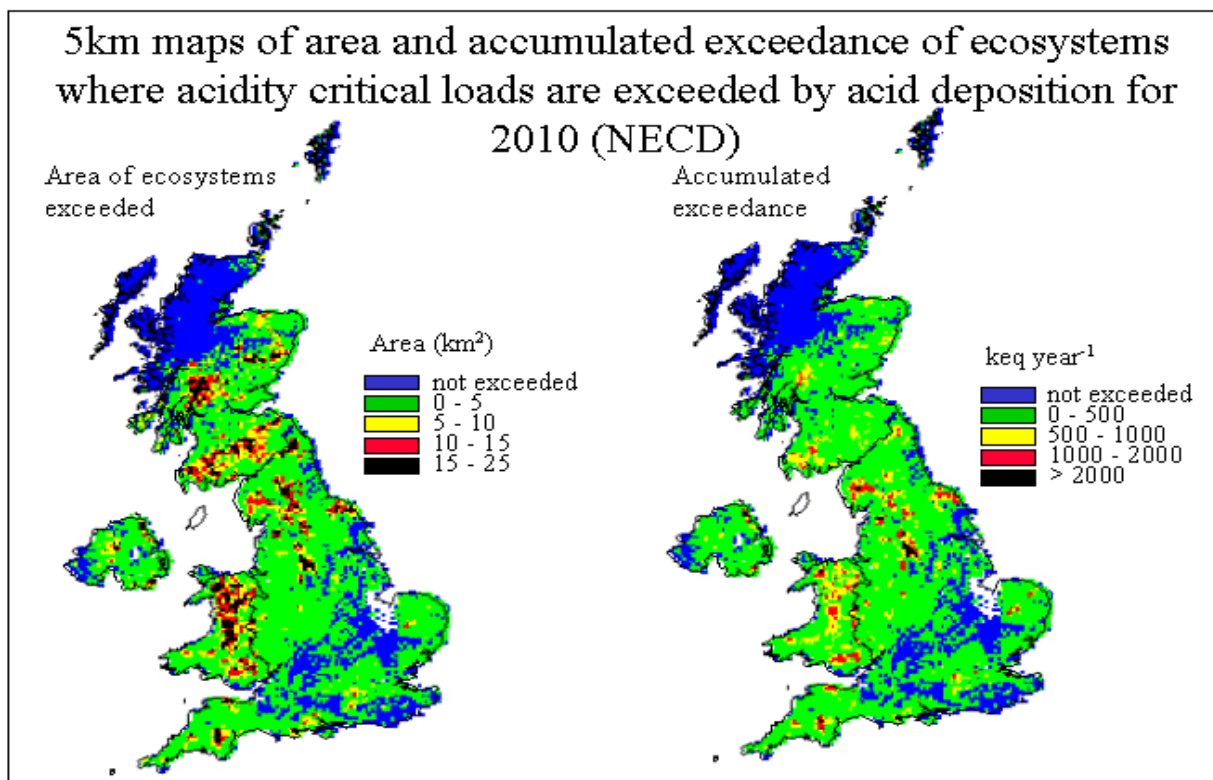 5km maps of area and accumulated exceedance of ecosystems
where acidity critical loads are exceeded by acid deposition for
2010 (NECD)
Area of ecosystems
exceeded
Accumulated
exceedance
Area (km²)
not exceeded
0 - 5
5 - 10
10 - 15
15 - 25
keq year⁻¹
not exceeded
0 - 500
500 - 1000
1000 - 2000
> 2000